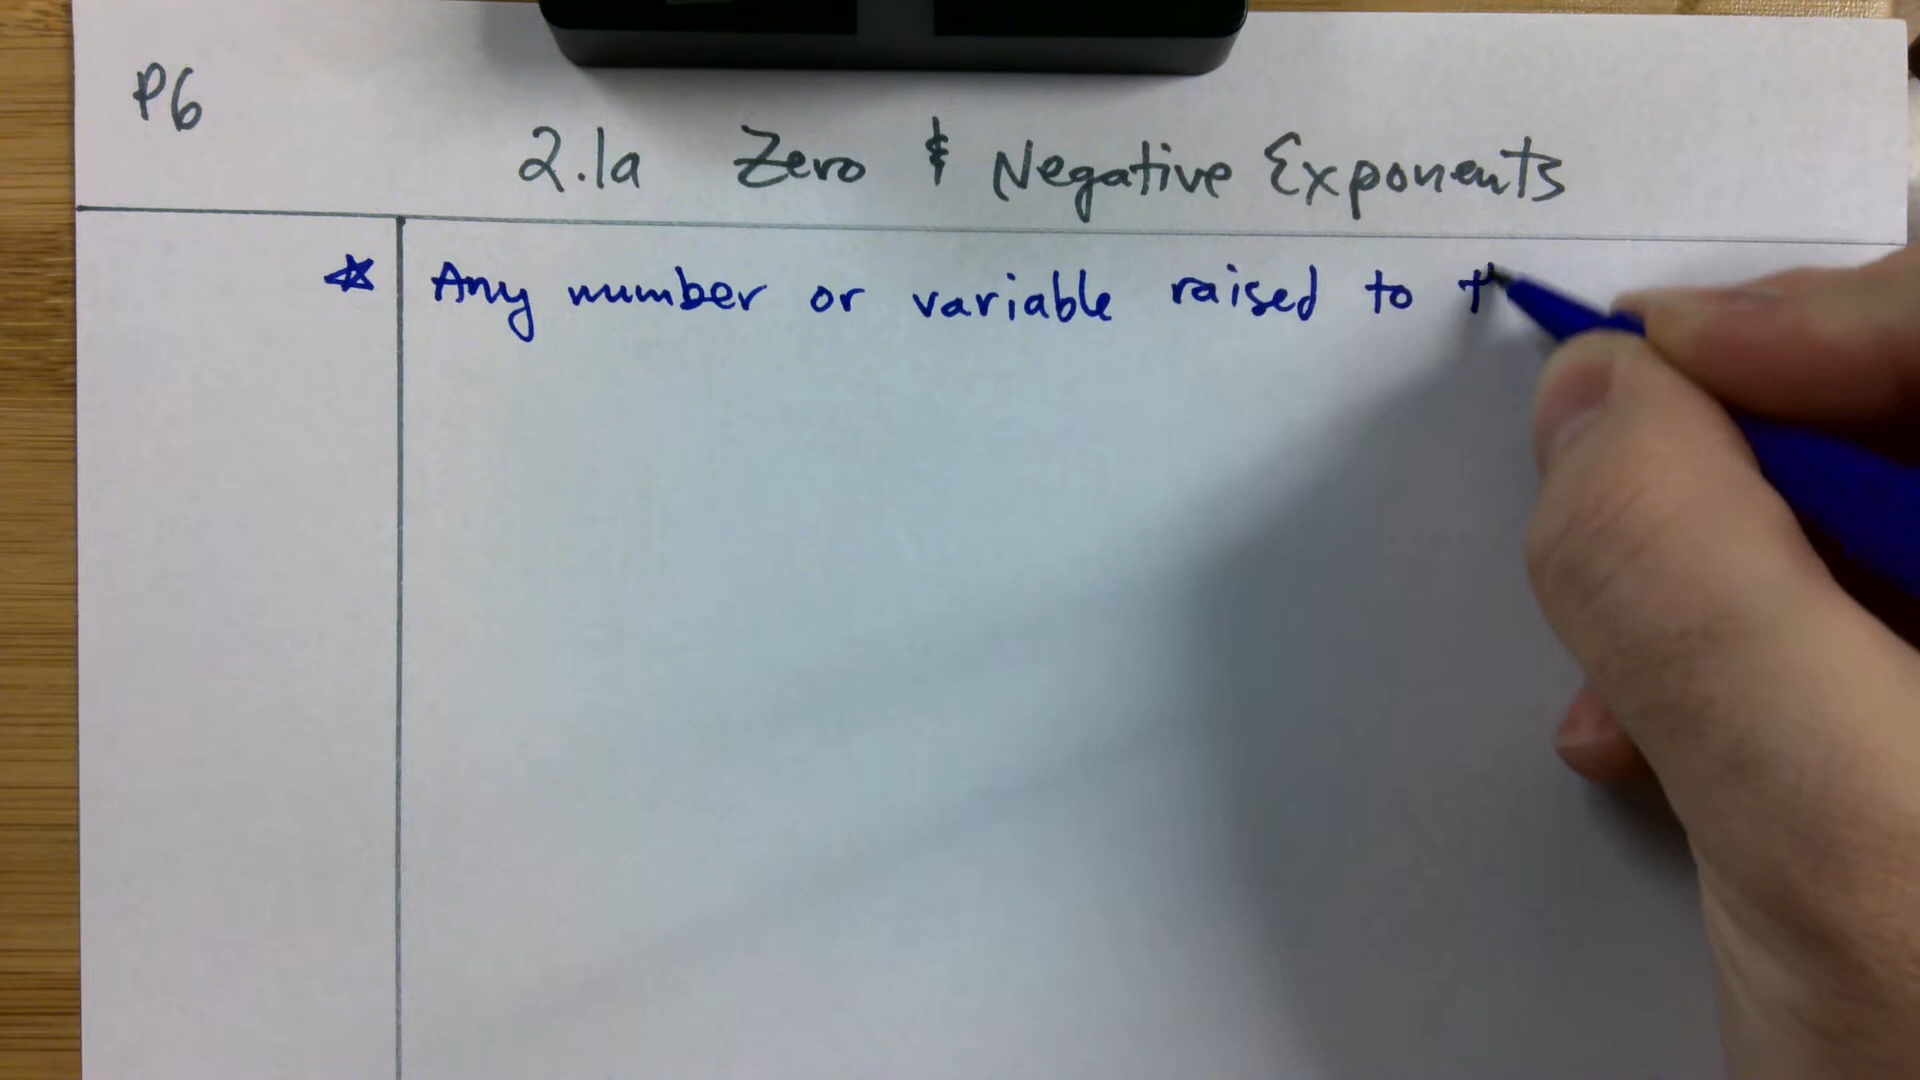 P6
2.1a Zero & Negative Exponents
☆ Any number or variable raised to t